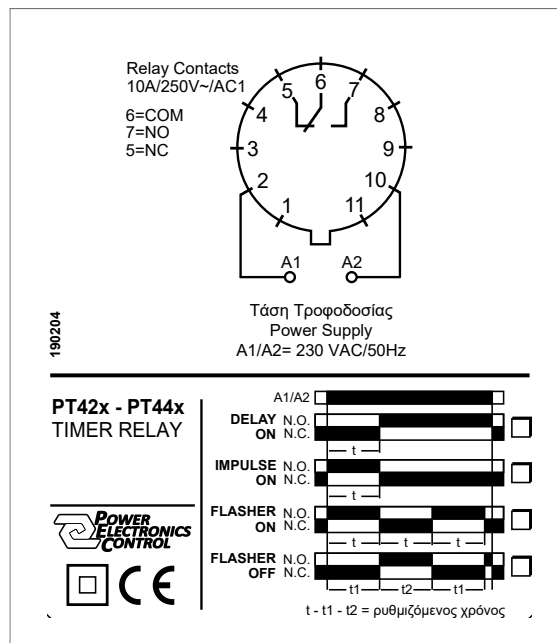 Relay Contacts
10A/250V~/AC1
6=COM
7=NO
5=NC
6
5
7
4
8
3
9
2
10
1
11
A1
A2
Τάση Τροφοδοσίας
Power Supply
A1/A2= 230 VAC/50Hz
190204
PT42x - PT44x
TIMER RELAY
POWER
ELECTRONICS
CONTROL
CE
A1/A2
DELAY N.O.
ON N.C.
t
IMPULSE N.O.
ON N.C.
t
FLASHER N.O.
ON N.C.
t t t
FLASHER N.O.
OFF N.C.
t1 t2 t1
t - t1 - t2 = ρυθμιζόμενος χρόνος